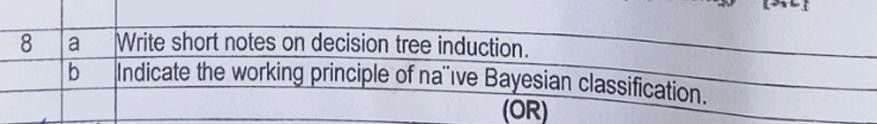 8 a Write short notes on decision tree induction.
b Indicate the working principle of na¨ıve Bayesian classification.
(OR)